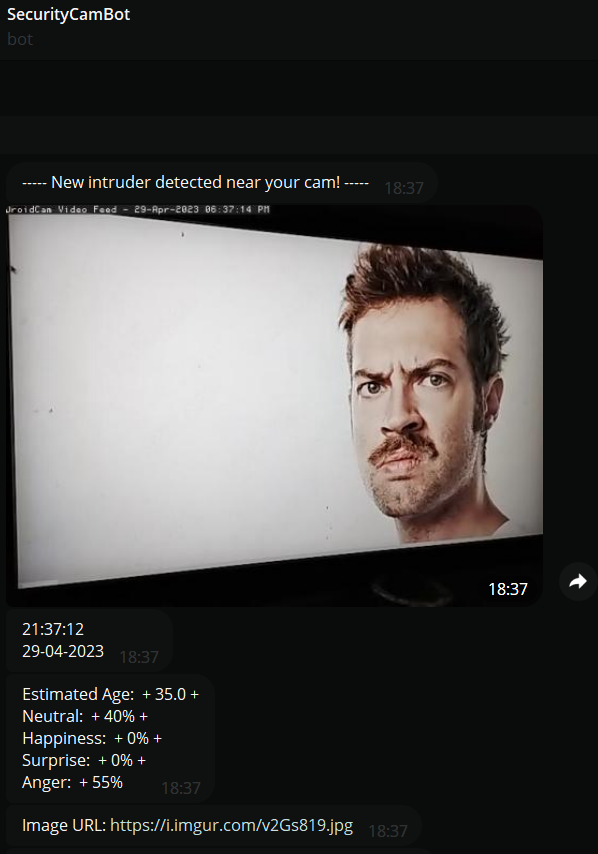 SecurityCamBot
bot
----- New intruder detected near your cam! ----- 18:37
DroidCam Video Feed - 29-Apr-2023 06:37:14 PM
18:37
21:37:12
29-04-2023 18:37
Estimated Age: + 35.0 +
Neutral: + 40% +
Happiness: + 0% +
Surprise: + 0% +
Anger: + 55% 18:37
Image URL: https://i.imgur.com/v2Gs819.jpg 18:37